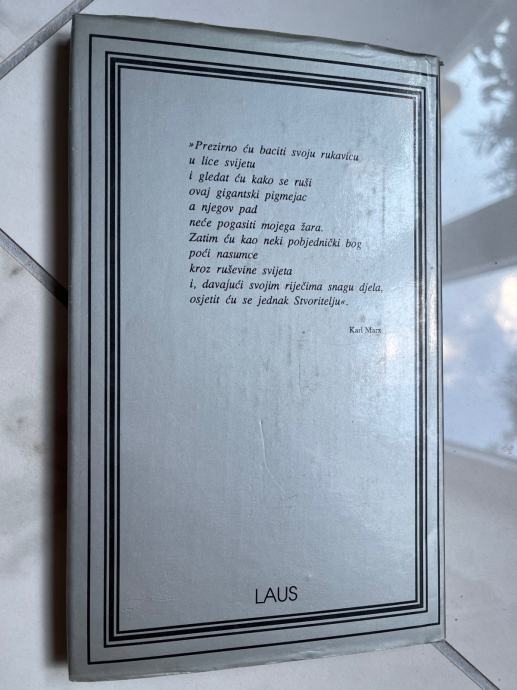 »Prezirno ću baciti svoju rukavicu
u lice svijetu
i gledat ću kako se ruši
ovaj gigantski pigmejac
a njegov pad
neće pogasiti mojega žara.
Zatim ću kao neki pobjednički bog
poći nasumce
kroz ruševine svijeta
i, davajući svojim riječima snagu djela,
osjetit ću se jednak Stvoritelju«.
Karl Marx
LAUS